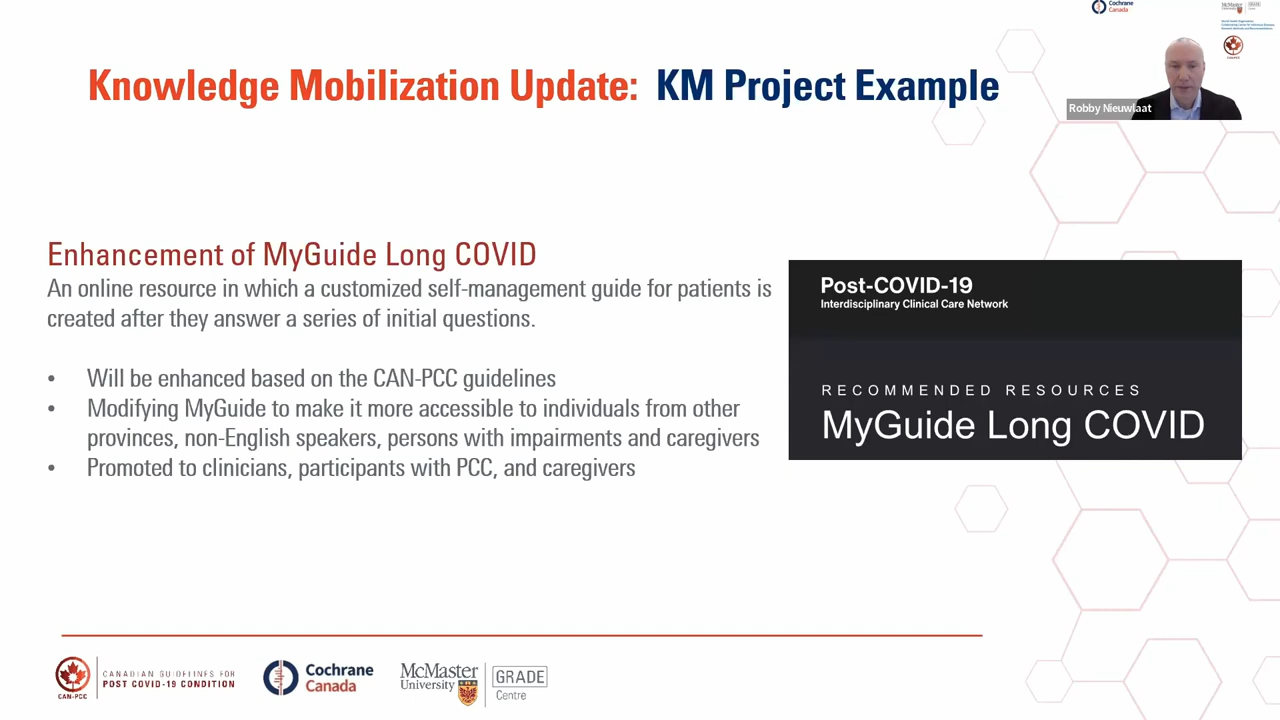 Cochrane
Canada
McMaster
University
GRADE
Knowledge Mobilization Update: KM Project Example
Robby Nieuwlaat
CAN-PCC
Enhancement of MyGuide Long COVID
An online resource in which a customized self-management guide for patients is
created after they answer a series of initial questions.
• Will be enhanced based on the CAN-PCC guidelines
• Modifying MyGuide to make it more accessible to individuals from other
provinces, non-English speakers, persons with impairments and caregivers
• Promoted to clinicians, participants with PCC, and caregivers
Post-COVID-19
Interdisciplinary Clinical Care Network
RECOMMENDED RESOURCES
MyGuide Long COVID
CAN-PCC
CANADIAN GUIDELINES FOR
POST COVID-19 CONDITION
Cochrane
Canada
McMaster
University
GRADE
Centre